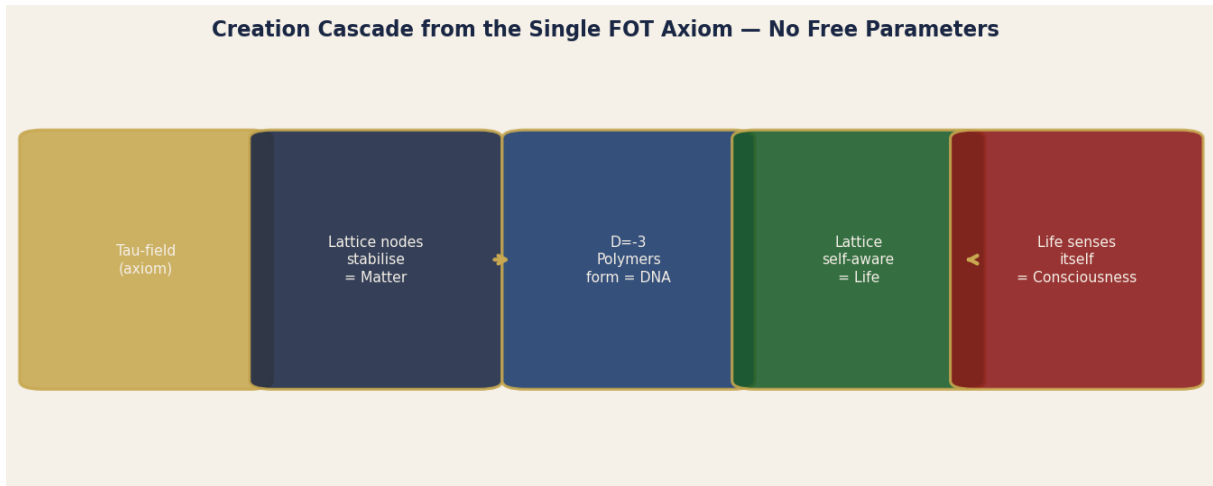 Creation Cascade from the Single FOT Axiom — No Free Parameters
Tau-field
(axiom)
Lattice nodes
stabilise
= Matter
D=-3
Polymers
form = DNA
Lattice
self-aware
= Life
Life senses
itself
= Consciousness